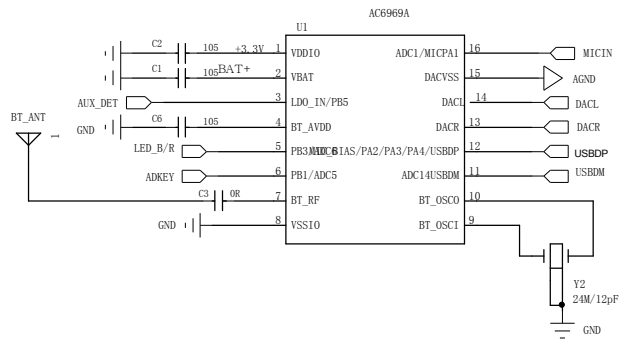 AC6969A
U1
C2 105 +3.3V 1 VDDIO ADC1/MICPA1 16 MICIN
C1 105 BAT+ 2 VBAT DACVSS 15 AGND
AUX_DET 3 LDO_IN/PB5 DACL 14 DACL
BT_ANT
1
GND C6 105 4 BT_AVDD DACR 13 DACR
LED_B/R 5 PB3/ADC6 BIAS/PA2/PA3/PA4/USBDP 12 USBDP
ADKEY 6 PB1/ADC5 ADC14USBDM 11 USBDM
C3 0R 7 BT_RF BT_OSCO 10
GND 8 VSSIO BT_OSCI 9
Y2
24M/12pF
GND